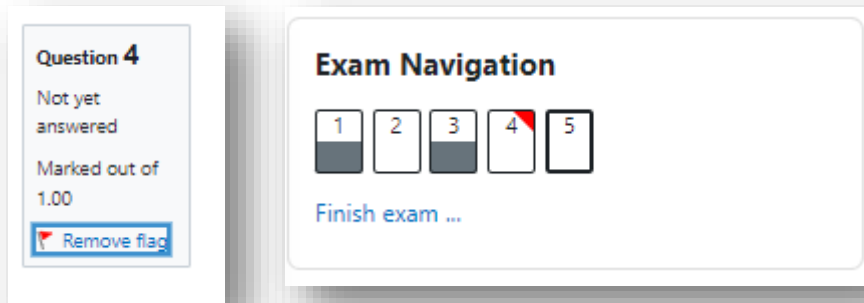 Question 4
Not yet
answered
Marked out of
1.00
Remove flag
Exam Navigation
1 2 3 4 5
Finish exam ...